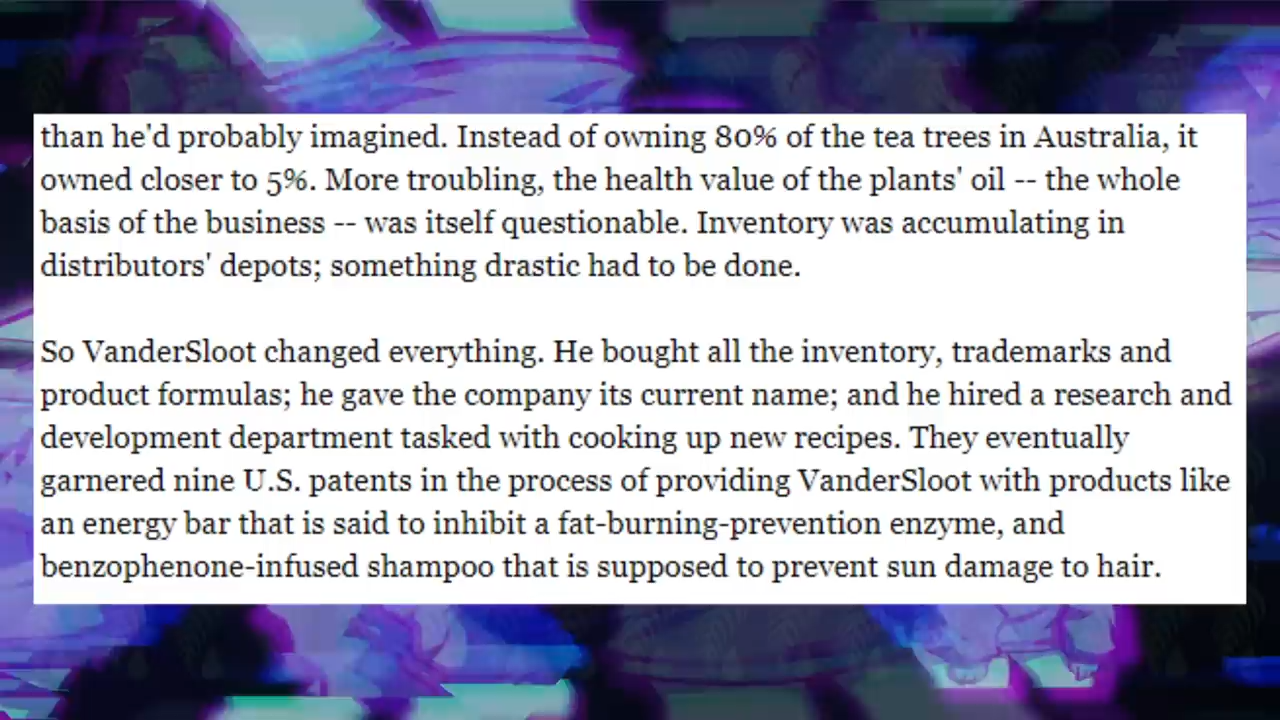 than he'd probably imagined. Instead of owning 80% of the tea trees in Australia, it
owned closer to 5%. More troubling, the health value of the plants' oil -- the whole
basis of the business -- was itself questionable. Inventory was accumulating in
distributors' depots; something drastic had to be done.
So VanderSloot changed everything. He bought all the inventory, trademarks and
product formulas; he gave the company its current name; and he hired a research and
development department tasked with cooking up new recipes. They eventually
garnered nine U.S. patents in the process of providing VanderSloot with products like
an energy bar that is said to inhibit a fat-burning-prevention enzyme, and
benzophenone-infused shampoo that is supposed to prevent sun damage to hair.